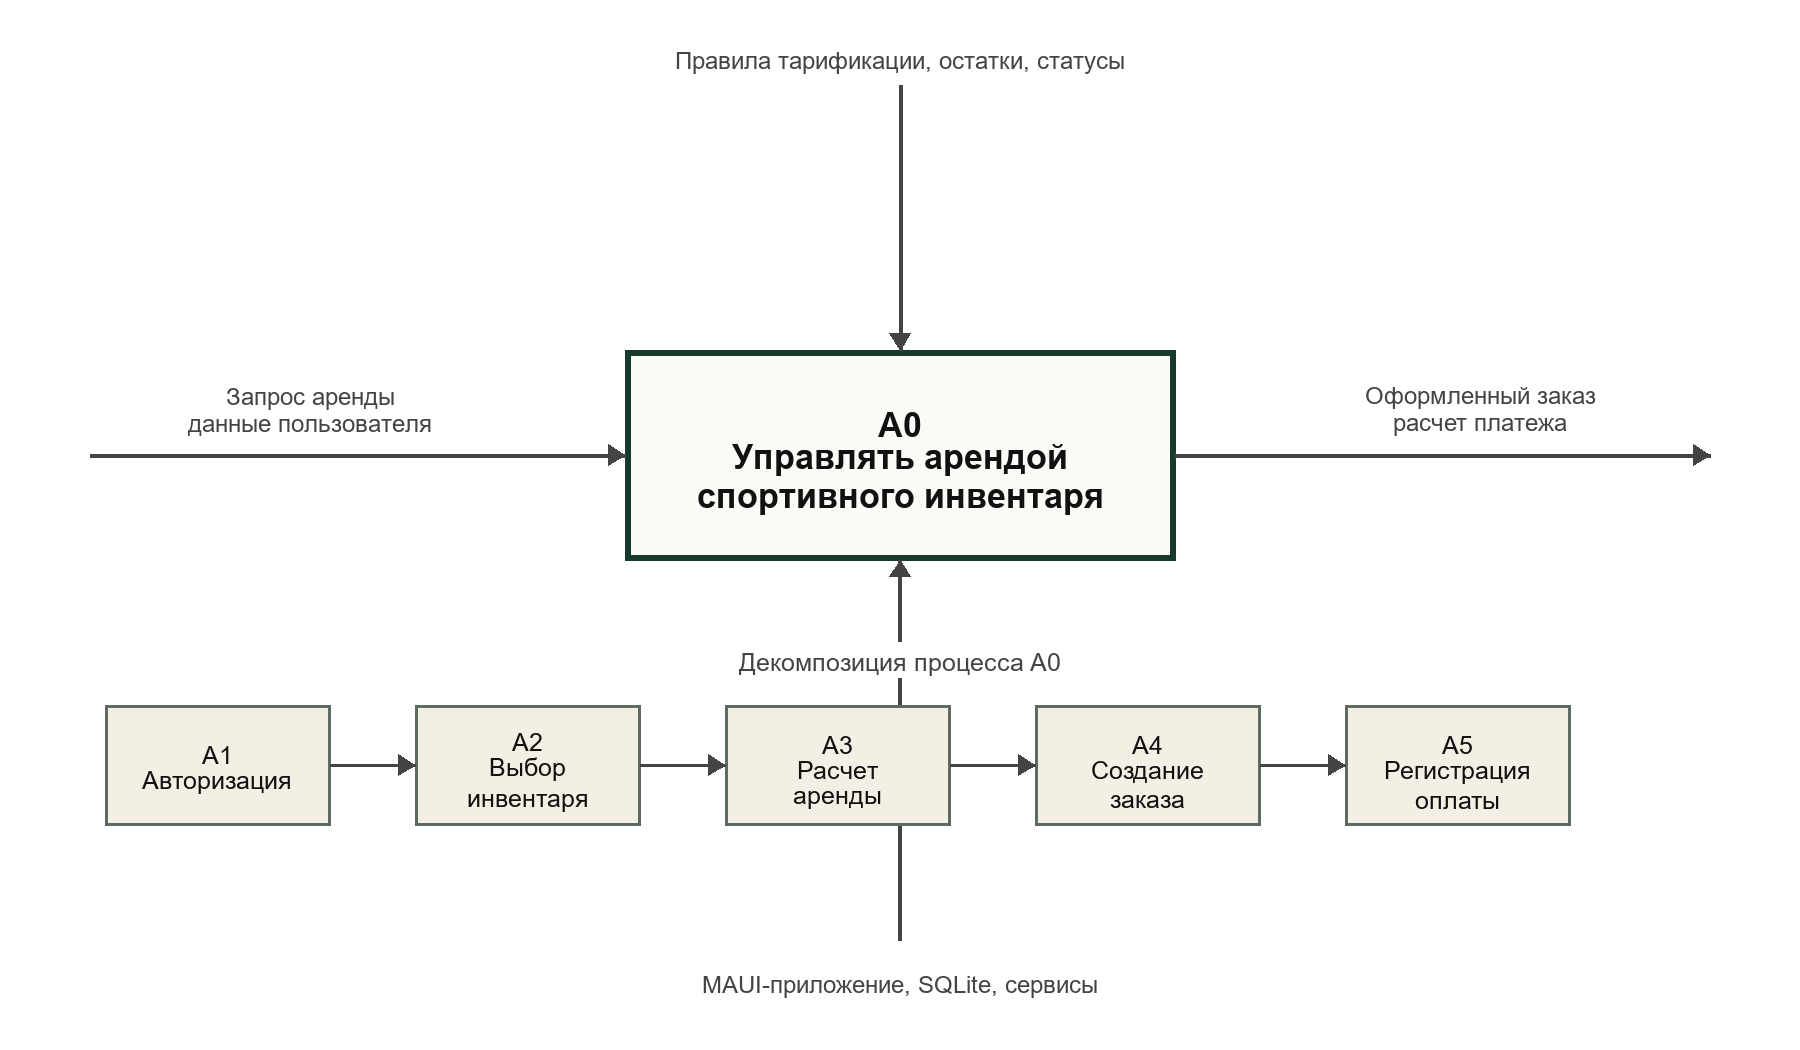 Правила тарификации, остатки, статусы
Запрос аренды
данные пользователя
A0
Управлять арендой
спортивного инвентаря
Оформленный заказ
расчет платежа
Декомпозиция процесса A0
A1
Авторизация
A2
Выбор
инвентаря
A3
Расчет
аренды
A4
Создание
заказа
A5
Регистрация
оплаты
MAUI-приложение, SQLite, сервисы